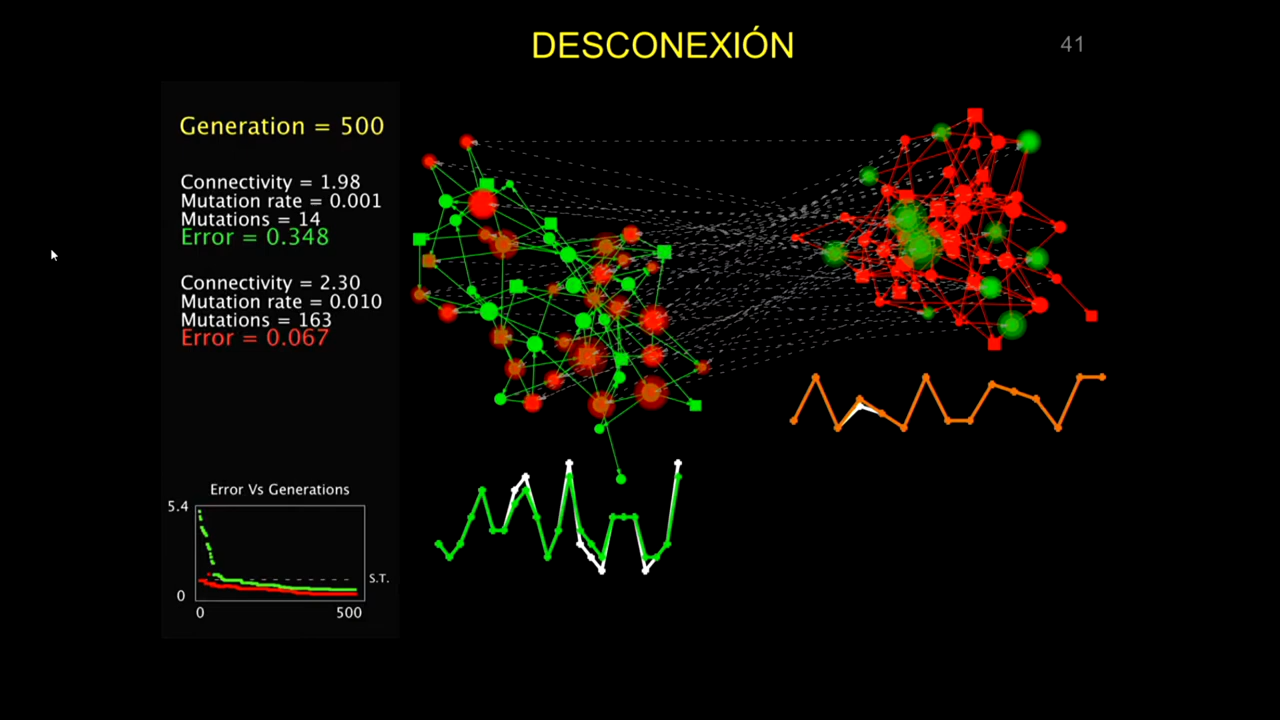 DESCONEXIÓN
41
Generation = 500
Connectivity = 1.98
Mutation rate = 0.001
Mutations = 14
Error = 0.348
Connectivity = 2.30
Mutation rate = 0.010
Mutations = 163
Error = 0.067
Error Vs Generations
5.4
S.T.
0
0
500